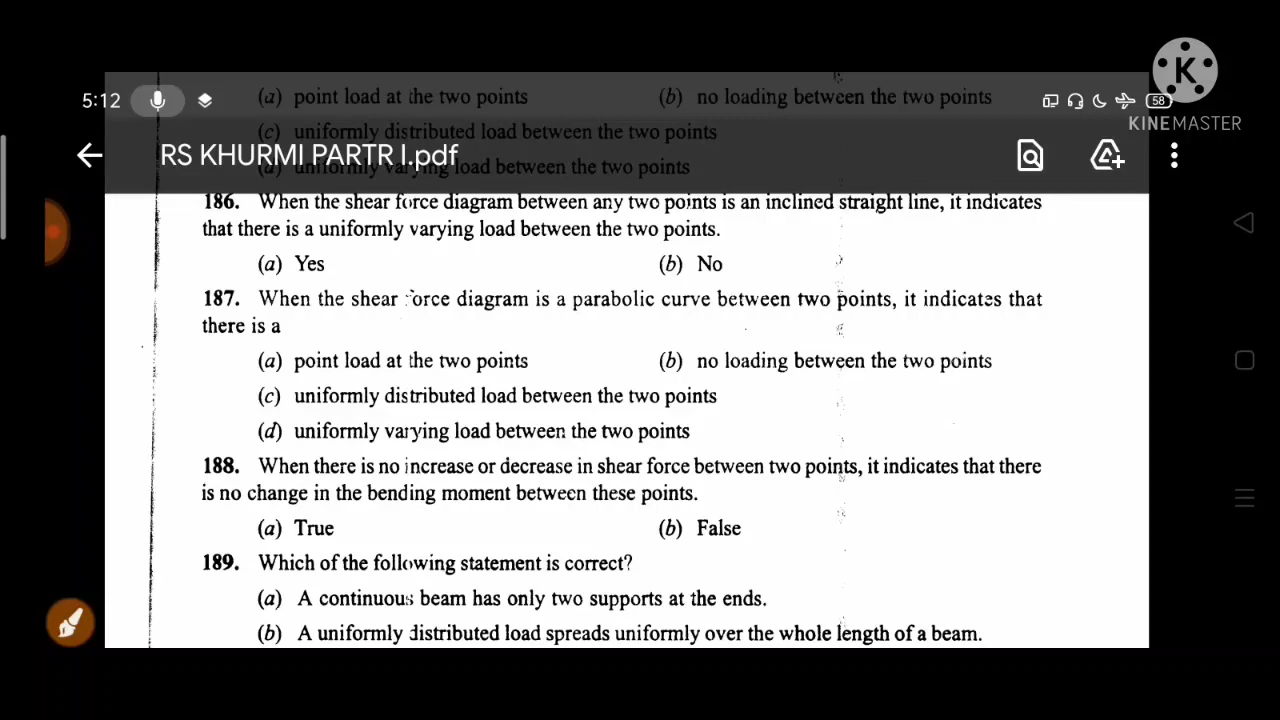 (a) point load at the two points (b) no loading between the two points
5:12 58
K
(c) uniformly distributed load between the two points
KINEMASTER
RS KHURMI PARTR I.pdf
(d) uniformly varying load between the two points
186. When the shear force diagram between any two points is an inclined straight line, it indicates
that there is a uniformly varying load between the two points.
(a) Yes (b) No
187. When the shear force diagram is a parabolic curve between two points, it indicates that
there is a
(a) point load at the two points (b) no loading between the two points
(c) uniformly distributed load between the two points
(d) uniformly varying load between the two points
188. When there is no increase or decrease in shear force between two points, it indicates that there
is no change in the bending moment between these points.
(a) True (b) False
189. Which of the following statement is correct?
(a) A continuous beam has only two supports at the ends.
(b) A uniformly distributed load spreads uniformly over the whole length of a beam.